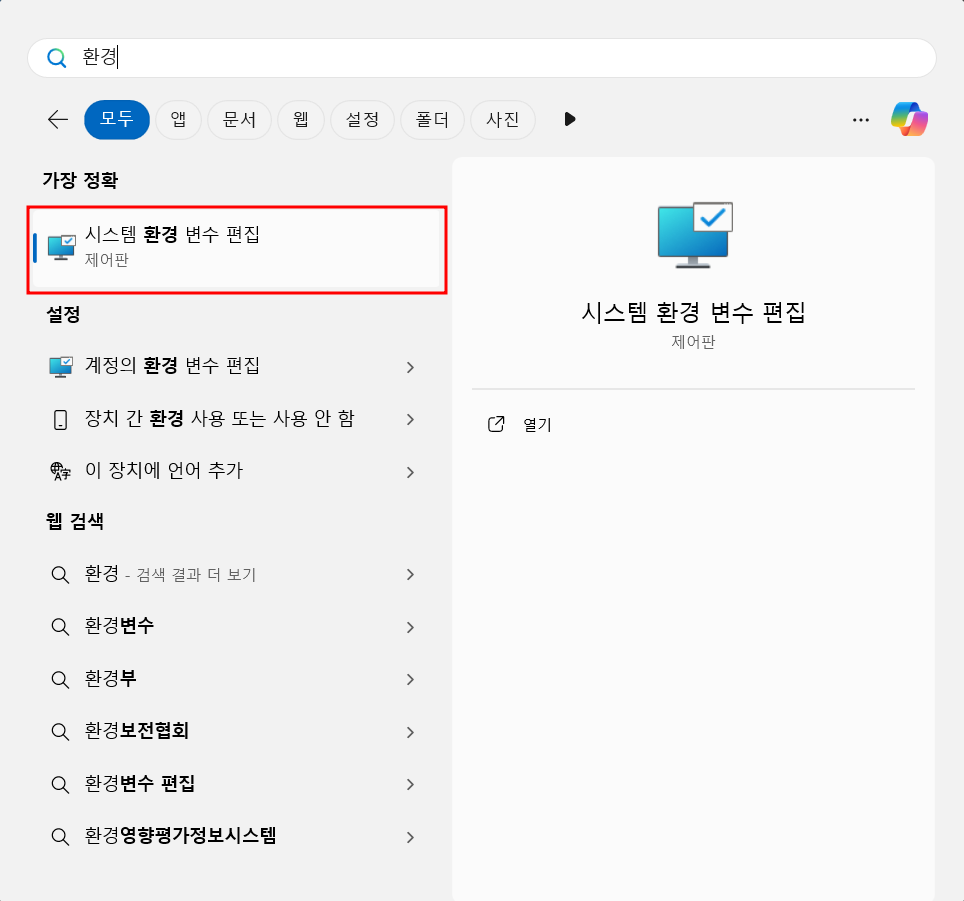 환경
모두 앱 문서 웹 설정 폴더 사진 ...
가장 정확
시스템 환경 변수 편집
제어판
설정
계정의 환경 변수 편집
장치 간 환경 사용 또는 사용 안 함
이 장치에 언어 추가
웹 검색
환경 - 검색 결과 더 보기
환경변수
환경부
환경보전협회
환경변수 편집
환경영향평가정보시스템
시스템 환경 변수 편집
제어판
열기